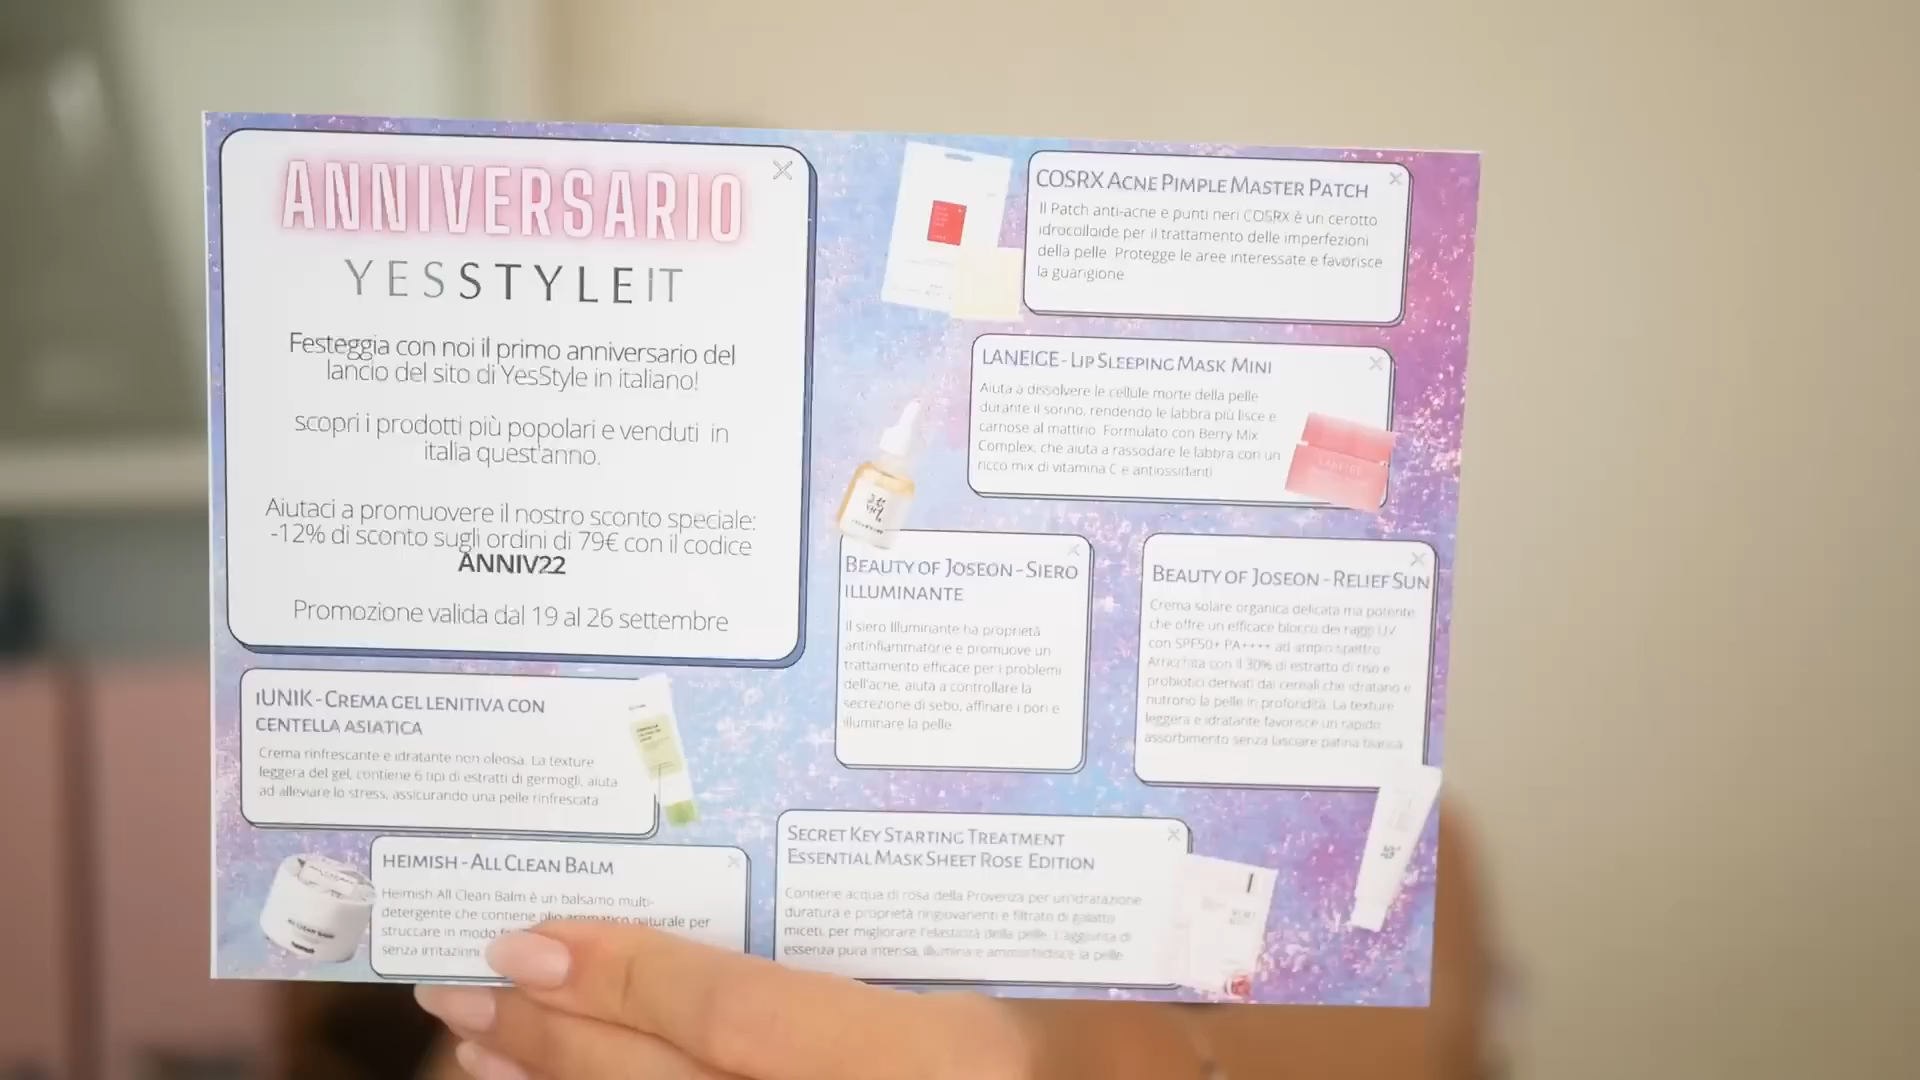 ANNIVERSARIO
YESSTYLEIT
Festeggia con noi il primo anniversario del
lancio del sito di YesStyle in italiano!
scopri i prodotti più popolari e venduti in
italia quest'anno.
Aiutaci a promuovere il nostro sconto speciale:
-12% di sconto sugli ordini di 79€ con il codice
ANNIV22
Promozione valida dal 19 al 26 settembre
COSRX ACNE PIMPLE MASTER PATCH
Il Patch anti-acne e punti neri COSRX è un cerotto
idrocolloide per il trattamento delle imperfezioni
della pelle. Protegge le aree interessate e favorisce
la guarigione
LANEIGE - LIP SLEEPING MASK MINI
Aiuta a dissolvere le cellule morte della pelle
durante il sonno, rendendo le labbra più lisce e
carnose al mattino. Formulato con Berry Mix
Complex, che aiuta a rassodare le labbra con un
ricco mix di vitamina C e antiossidanti
LANEIGE
BEAUTY OF JOSEON - SIERO
ILLUMINANTE
Il siero Illuminante ha proprietà
antinfiammatorie e promuove un
trattamento efficace per i problemi
dell'acne, aiuta a controllare la
secrezione di sebo, affinare i pori e
illuminare la pelle.
BEAUTY OF JOSEON - RELIEF SUN
Crema solare organica delicata ma potente
che offre un efficace blocco dei raggi UV
con SPF50+ PA++++ ad ampio spettro
Arricchita con il 30% di estratto di riso e
probiotici derivati dai cereali che idratano e
nutrono la pelle in profondità. La texture
leggera e idratante favorisce un rapido
assorbimento senza lasciare patina bianca
iUNIK - CREMA GEL LENITIVA CON
CENTELLA ASIATICA
Crema rinfrescante e idratante non oleosa. La texture
leggera del gel, contiene 6 tipi di estratti di germogli, aiuta
ad alleviare lo stress, assicurando una pelle rinfrescata
HEIMISH - ALL CLEAN BALM
Heimish All Clean Balm è un balsamo multi-
detergente che contiene olio aromatico naturale per
struccare in modo
senza irritazioni
SECRET KEY STARTING TREATMENT
ESSENTIAL MASK SHEET ROSE EDITION
Contiene acqua di rosa della Provenza per un'idratazione
duratura e proprietà ringiovanenti e filtrato di galatto
miceti, per migliorare l'elasticità della pelle. L'aggiunta di
essenza pura intensa, illumina e ammorbidisce la pelle